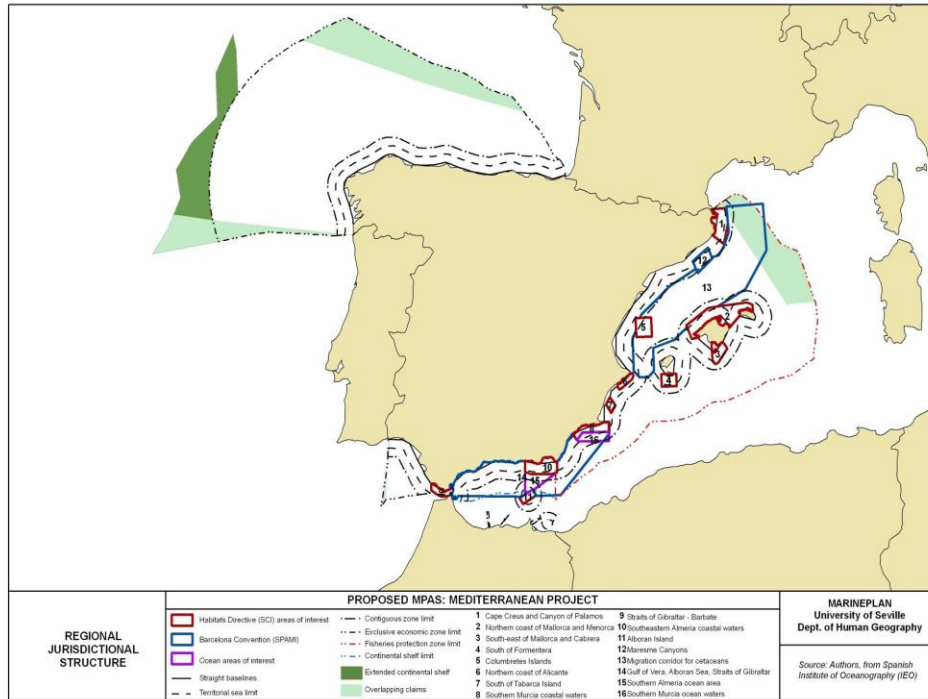 1
12
13
2
5
3
4
6
7
8
16
10
14
15
11
9
PROPOSED MPAS: MEDITERRANEAN PROJECT
REGIONAL
JURISDICTIONAL
STRUCTURE
Habitats Directive (SCI) areas of interest
Barcelona Convention (SPAMI)
Ocean areas of interest
Straight baselines
Territorial sea limit
Contiguous zone limit
Exclusive economic zone limit
Fisheries protection zone limit
Continental shelf limit
Extended continental shelf
Overlapping claims
1 Cape Creus and Canyon of Palamos
2 Northern coast of Mallorca and Menorca
3 South-east of Mallorca and Cabrera
4 South of Formentera
5 Columbretes Islands
6 Northern coast of Alicante
7 South of Tabarca Island
8 Southern Murcia coastal waters
9 Straits of Gibraltar - Barbate
10 Southeastern Almeria coastal waters
11 Alboran Island
12 Maresme Canyons
13 Migration corridor for cetaceans
14 Gulf of Vera, Alboran Sea, Straits of Gibraltar
15 Southern Almeria ocean area
16 Southern Murcia ocean waters
MARINEPLAN
University of Seville
Dept. of Human Geography
Source: Authors, from Spanish
Institute of Oceanography (IEO)